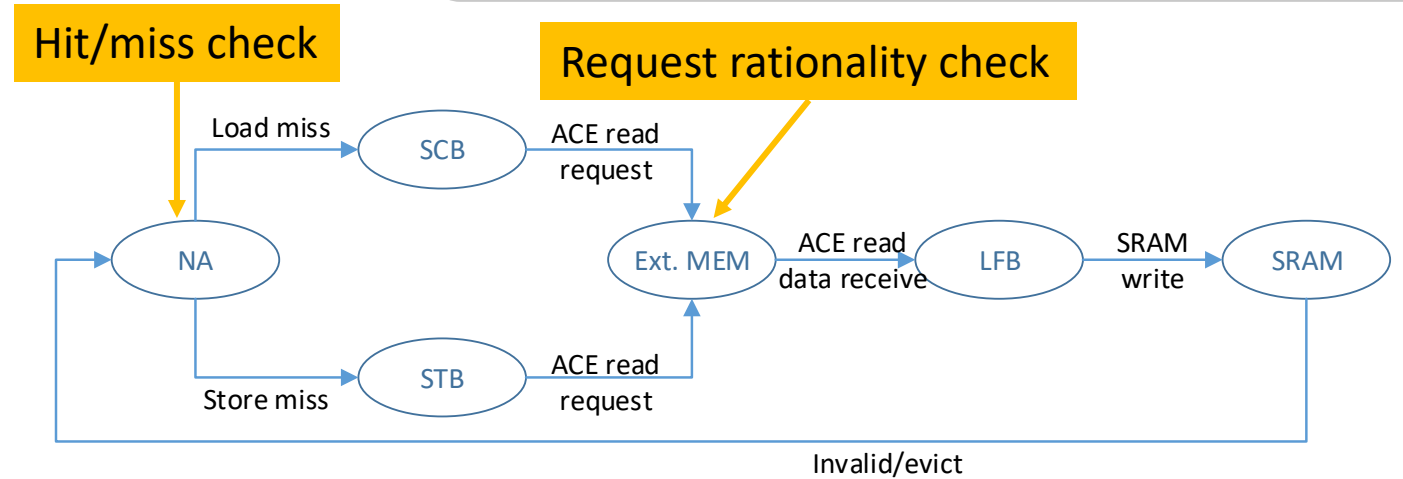 Hit/miss check
Request rationality check
Load miss
SCB
ACE read
request
NA
Ext. MEM
ACE read
data receive
LFB
SRAM
write
SRAM
Store miss
STB
ACE read
request
Invalid/evict